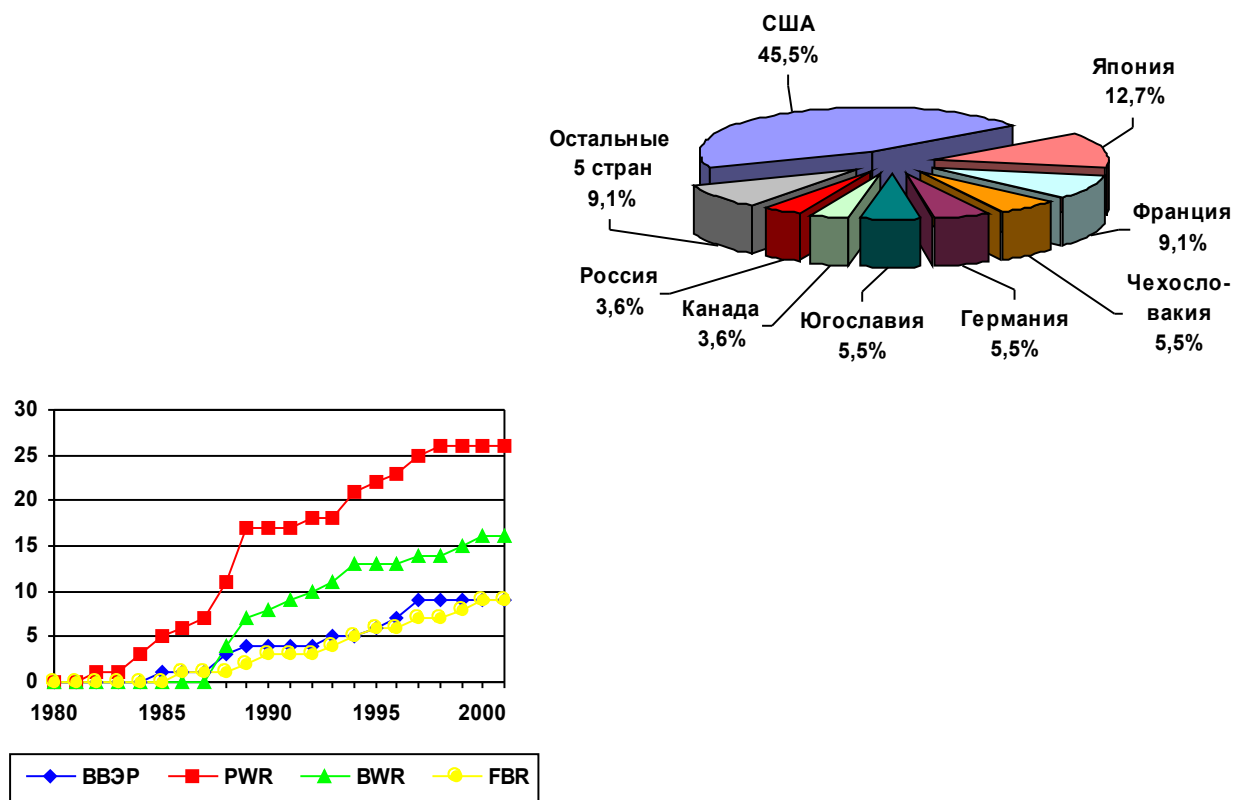 США
45,5%
Япония
12,7%
Остальные
5 стран
9,1%
Франция
9,1%
Россия
3,6%
Канада
3,6%
Югославия
5,5%
Германия
5,5%
Чехосло-
вакия
5,5%
30
25
20
15
10
5
0
1980 1985 1990 1995 2000
ВВЭР PWR BWR FBR